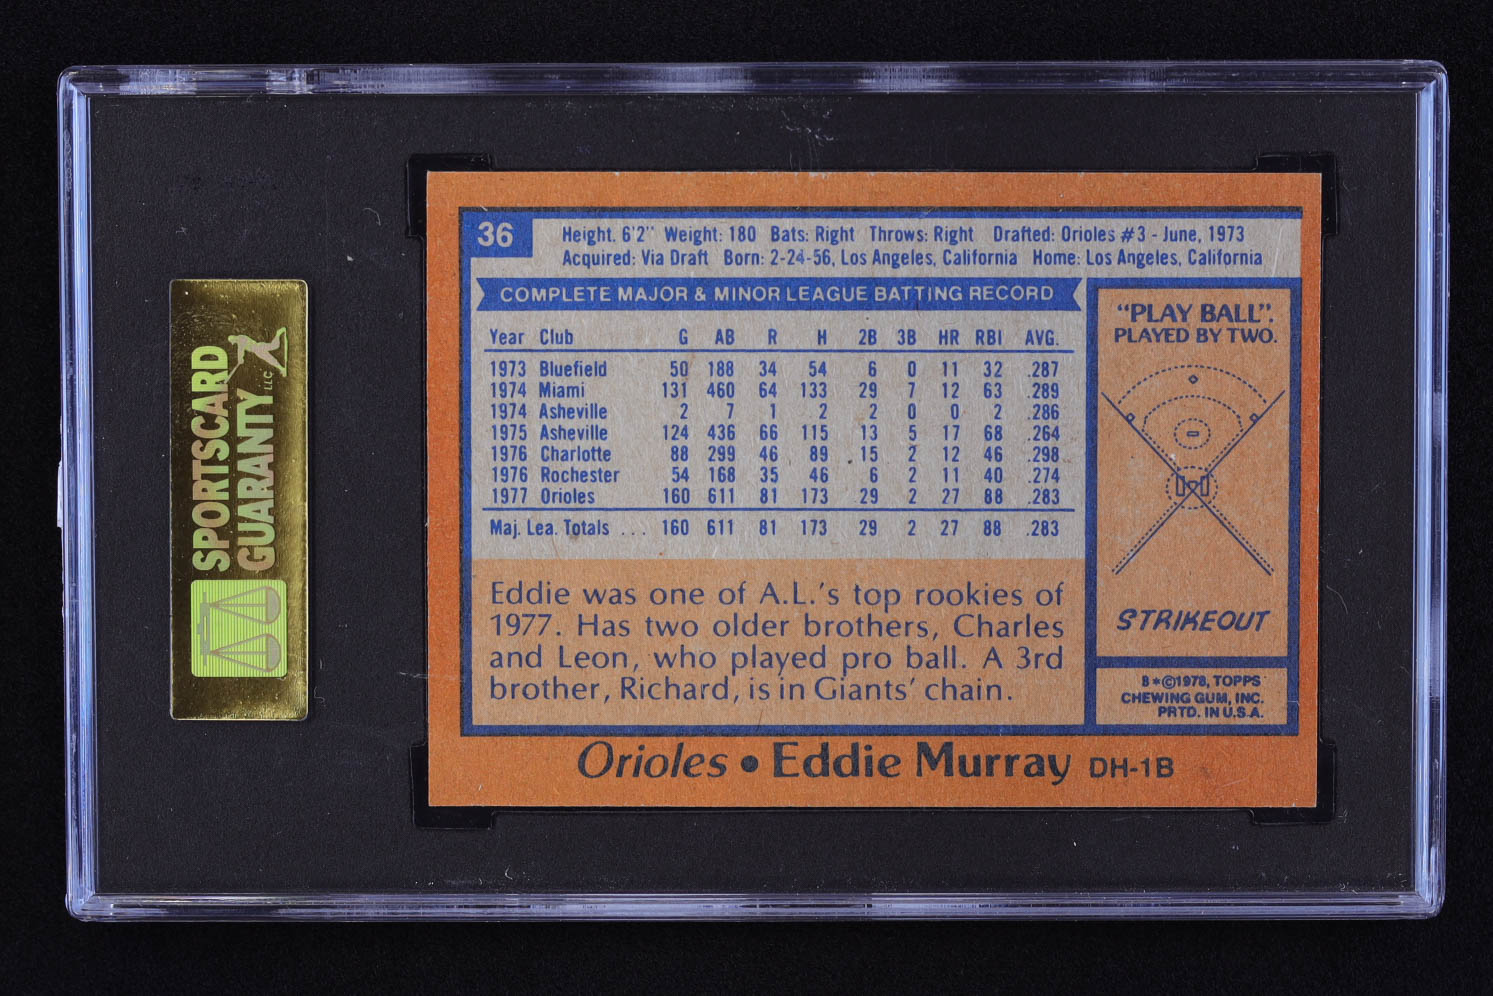 SPORTSCARD
GUARANTY LLC
36
Height. 6'2" Weight: 180 Bats: Right Throws: Right Drafted: Orioles #3 - June, 1973
Acquired: Via Draft Born: 2-24-56, Los Angeles, California Home: Los Angeles, California
COMPLETE MAJOR & MINOR LEAGUE BATTING RECORD
Year Club G AB R H 2B 3B HR RBI AVG.
1973 Bluefield 50 188 34 54 6 0 11 32 .287
1974 Miami 131 460 64 133 29 7 12 63 .289
1974 Asheville 2 7 1 2 2 0 0 2 .286
1975 Asheville 124 436 66 115 13 5 17 68 .264
1976 Charlotte 88 299 46 89 15 2 12 46 .298
1976 Rochester 54 168 35 46 6 2 11 40 .274
1977 Orioles 160 611 81 173 29 2 27 88 .283
Maj. Lea. Totals ... 160 611 81 173 29 2 27 88 .283
Eddie was one of A.L.'s top rookies of
1977. Has two older brothers, Charles
and Leon, who played pro ball. A 3rd
brother, Richard, is in Giants' chain.
"PLAY BALL".
PLAYED BY TWO.
STRIKEOUT
B*©1978, TOPPS
CHEWING GUM, INC.
PRTD. IN U.S.A.
Orioles • Eddie Murray DH-1B